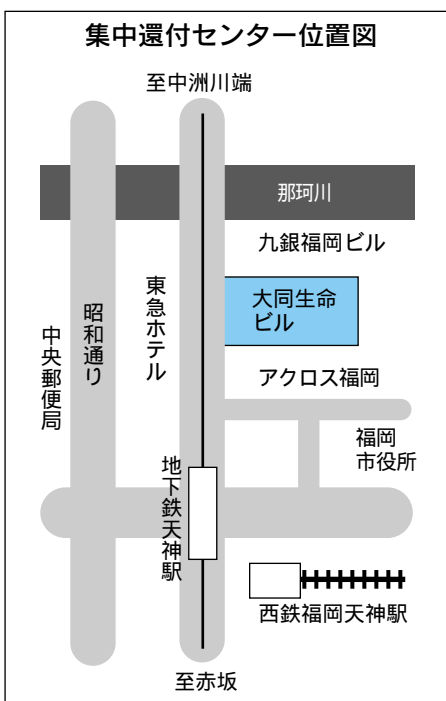 集中還付センター位置図
至中洲川端
那珂川
九銀福岡ビル
大同生命
ビル
東急ホテル
昭和通り
中央郵便局
アクロス福岡
福岡
市役所
地下鉄天神駅
西鉄福岡天神駅
至赤坂